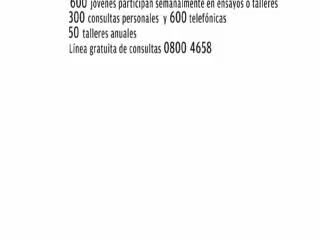 600 jóvenes participan semanalmente en ensayos o talleres
300 consultas personales y 600 telefónicas
50 talleres anuales
Línea gratuita de consultas 0800 4658